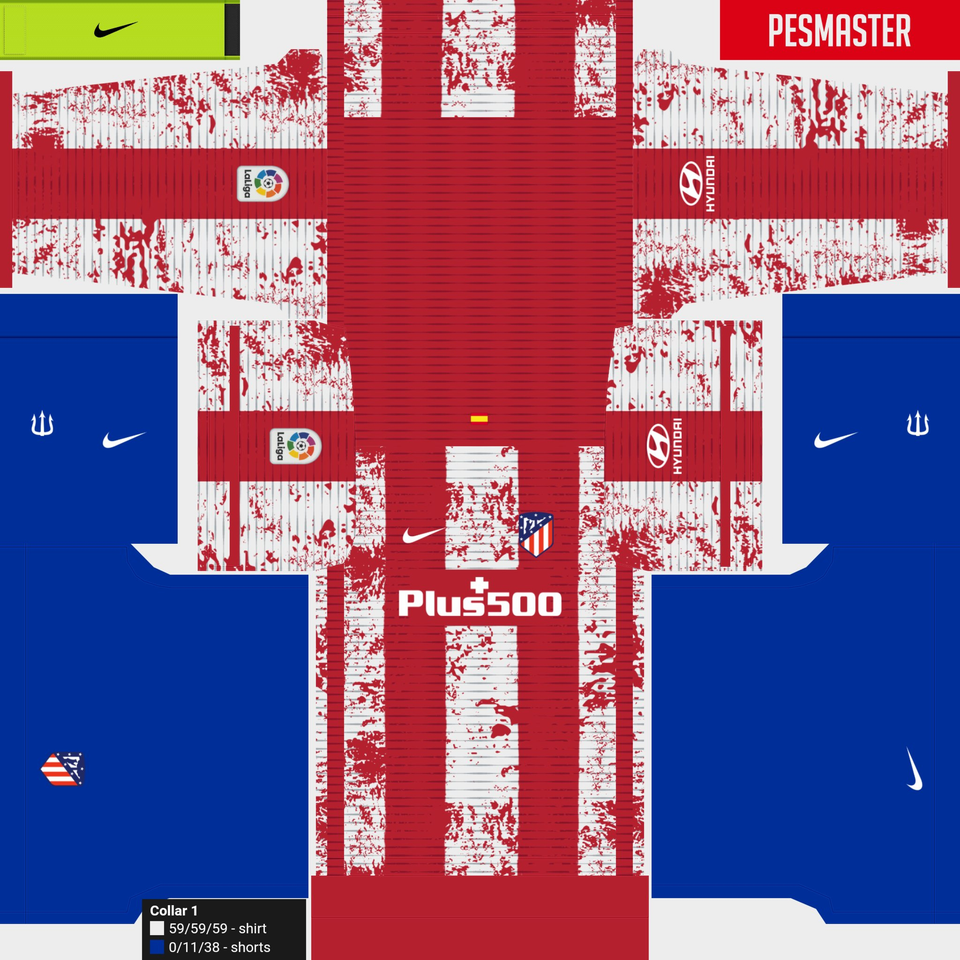 PESMASTER
LaLiga
HYUNDAI
LaLiga
HYUNDAI
Plus500
Collar 1
59/59/59 - shirt
0/11/38 - shorts